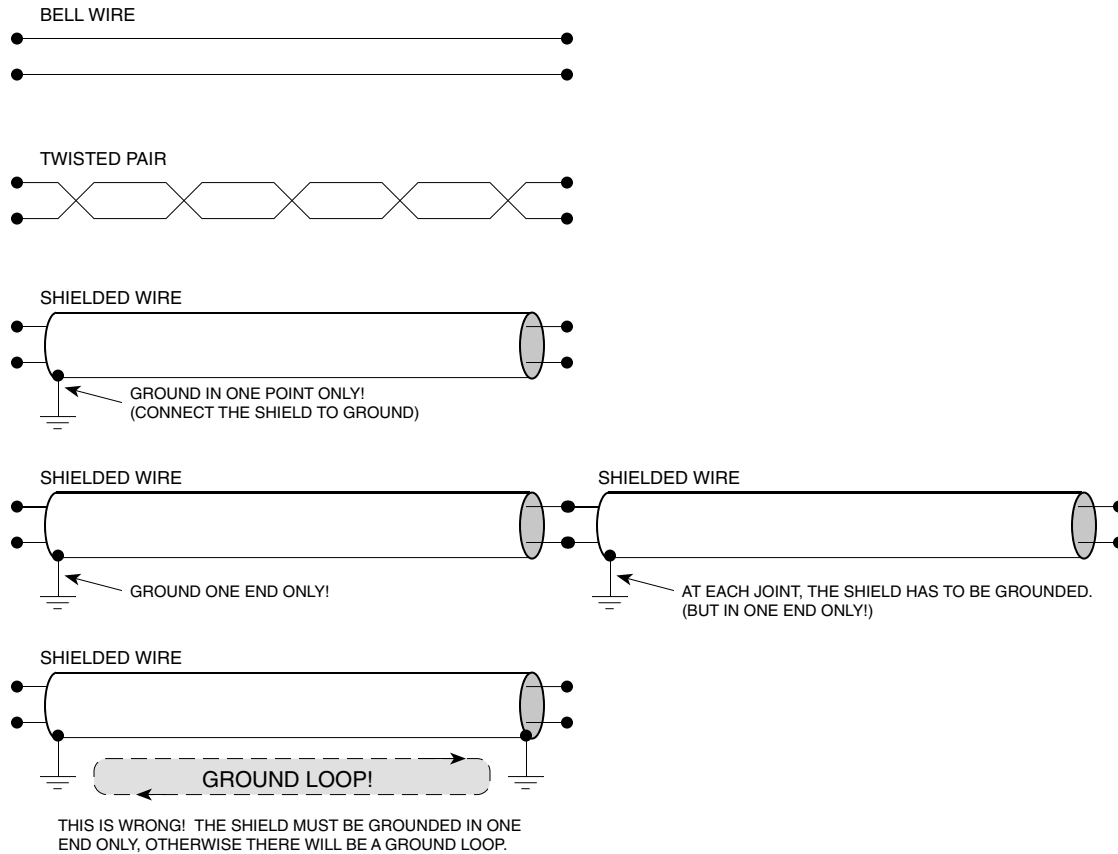 BELL WIRE
TWISTED PAIR
SHIELDED WIRE
GROUND IN ONE POINT ONLY!
(CONNECT THE SHIELD TO GROUND)
SHIELDED WIRE
GROUND ONE END ONLY!
SHIELDED WIRE
AT EACH JOINT, THE SHIELD HAS TO BE GROUNDED.
(BUT IN ONE END ONLY!)
SHIELDED WIRE
GROUND LOOP!
THIS IS WRONG! THE SHIELD MUST BE GROUNDED IN ONE
END ONLY, OTHERWISE THERE WILL BE A GROUND LOOP.